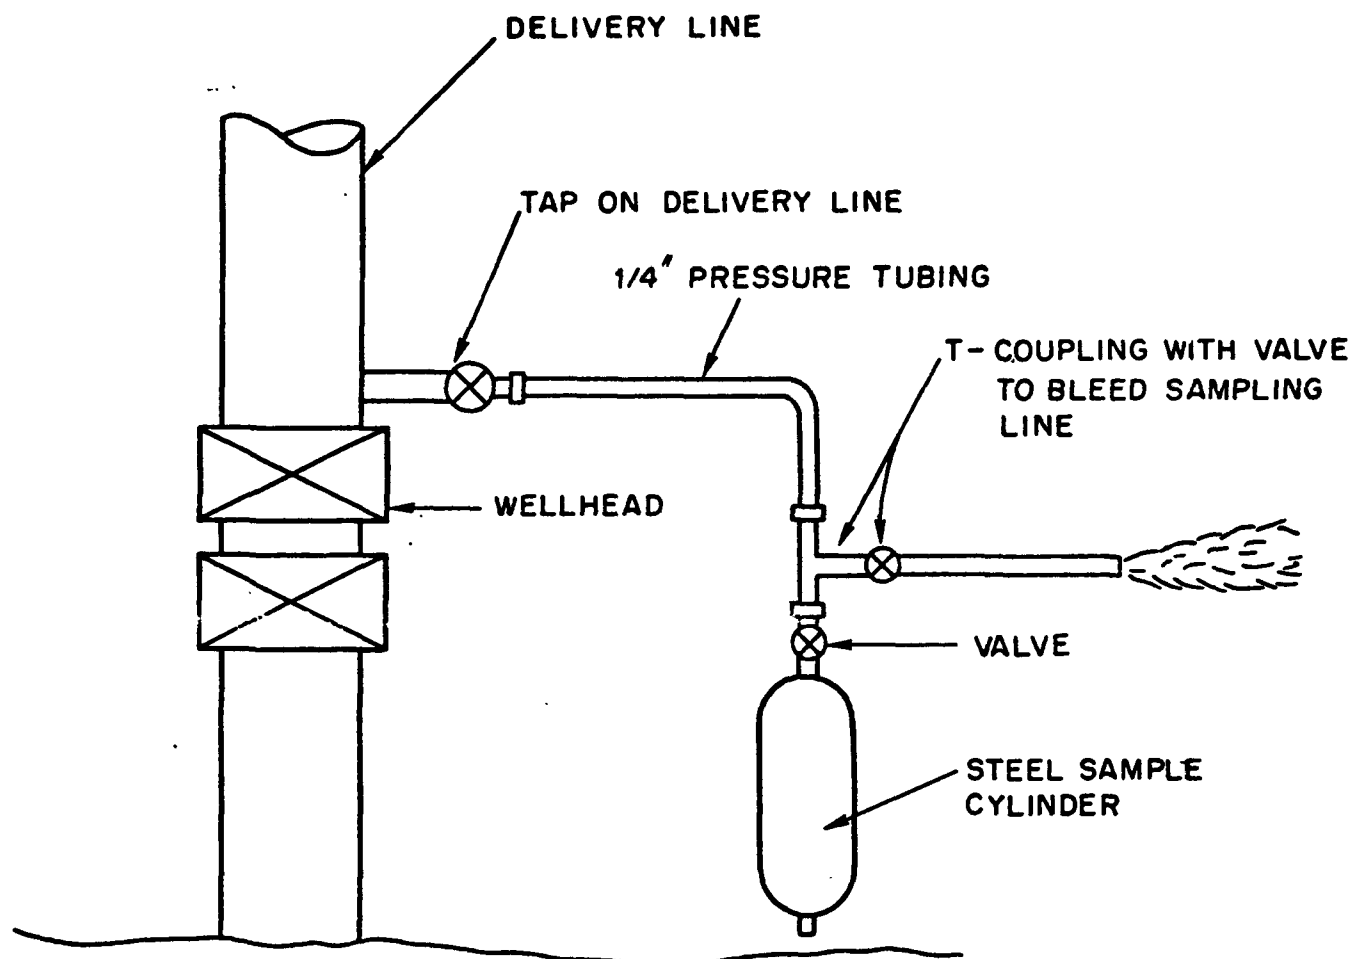 DELIVERY LINE
TAP ON DELIVERY LINE
1/4" PRESSURE TUBING
T- COUPLING WITH VALVE
TO BLEED SAMPLING
LINE
WELLHEAD
VALVE
STEEL SAMPLE
CYLINDER